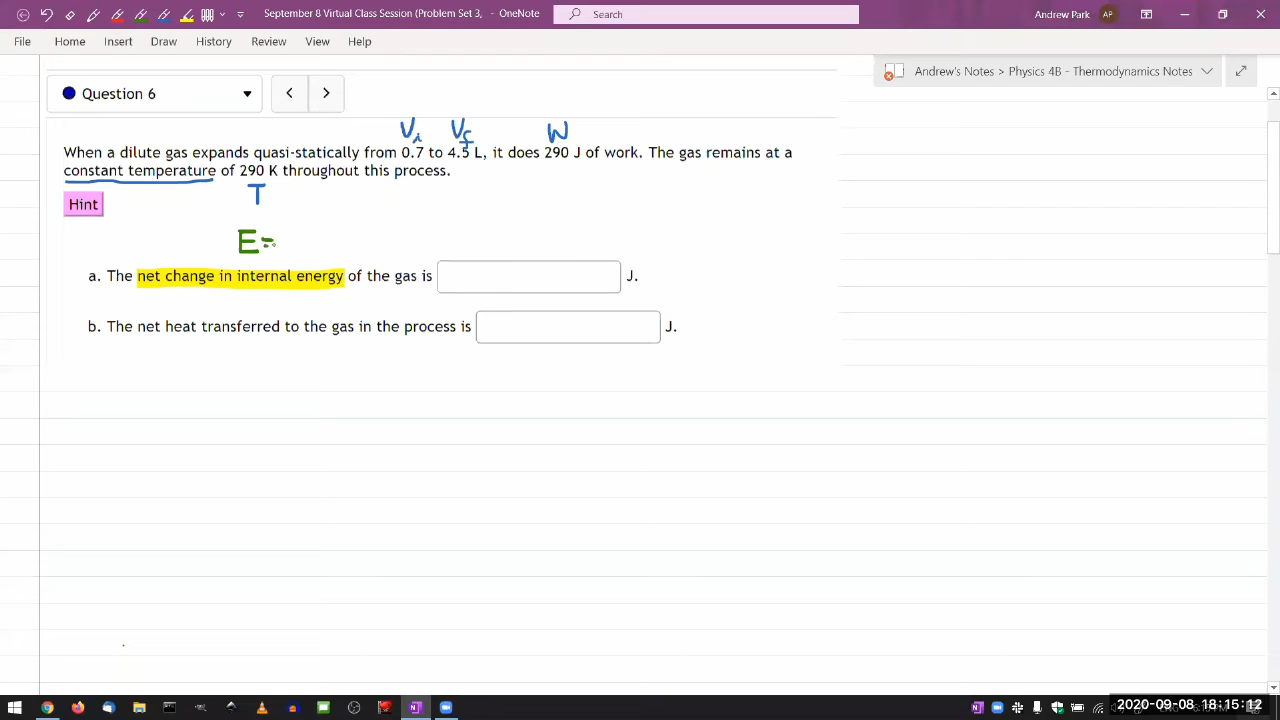 September 8 Virtual Class Session (Problem Set 3, - OneNote
Search
Andrew Park
AP
File Home Insert Draw History Review View Help
Andrew's Notes > Physics 4B - Thermodynamics Notes
Question 6
Vi Vf W
When a dilute gas expands quasi-statically from 0.7 to 4.5 L, it does 290 J of work. The gas remains at a
constant temperature of 290 K throughout this process.
T
Hint
E=
a. The net change in internal energy of the gas is J.
b. The net heat transferred to the gas in the process is J.
2020-09-08 18:15:12